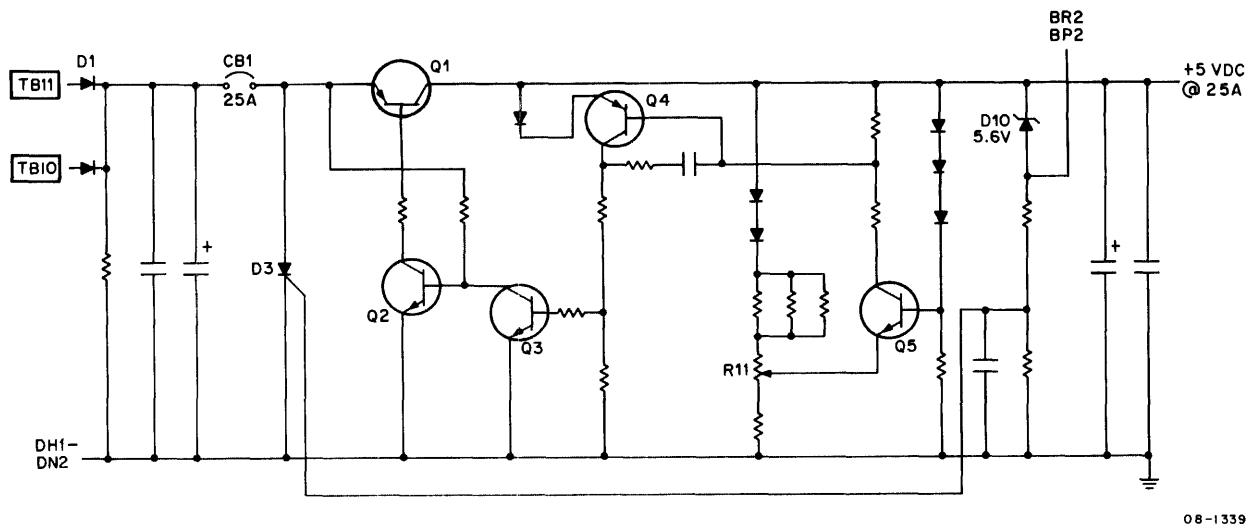 BR2
BP2
D1
CB1
Q1
+5 VDC
@ 25A
TB11
25A
Q4
D10
5.6V
TB10
+
+
D3
Q2
Q3
Q5
R11
DH1-
DN2
08-1339